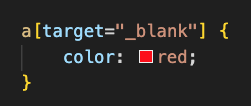 a[target="_blank"] {
    color: red;
}